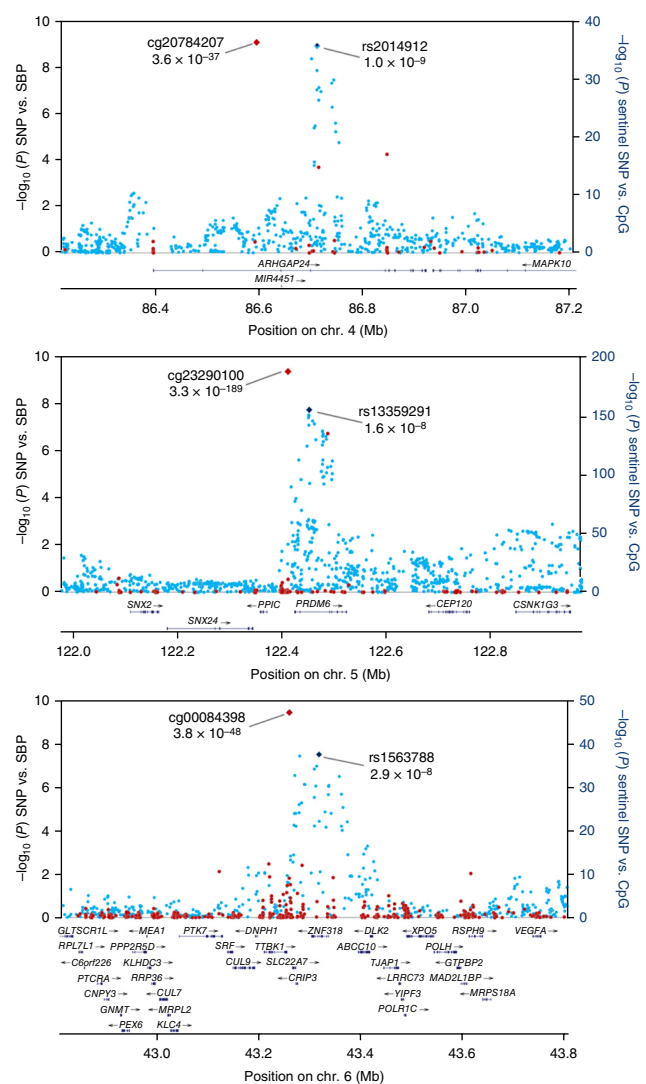 10
40
cg20784207
3.6 × 10⁻³⁷
rs2014912
1.0 × 10⁻⁹
8
30
6
20
4
10
2
0
0
–log₁₀ (P) SNP vs. SBP
–log₁₀ (P) sentinel SNP vs. CpG
ARHGAP24 →
← MAPK10
MIR4451 →
86.4
86.6
86.8
87.0
87.2
Position on chr. 4 (Mb)
10
200
cg23290100
3.3 × 10⁻¹⁸⁹
rs13359291
1.6 × 10⁻⁸
8
150
6
100
4
50
2
0
0
–log₁₀ (P) SNP vs. SBP
–log₁₀ (P) sentinel SNP vs. CpG
SNX2 →
← PPIC
PRDM6 →
← CEP120
CSNK1G3 →
SNX24 →
122.0
122.2
122.4
122.6
122.8
Position on chr. 5 (Mb)
10
50
cg00084398
3.8 × 10⁻⁴⁸
rs1563788
2.9 × 10⁻⁸
8
40
6
30
4
20
2
10
0
0
–log₁₀ (P) SNP vs. SBP
–log₁₀ (P) sentinel SNP vs. CpG
GLTSCR1L →
← MEA1
PTK7 →
← DNPH1
← ZNF318
← DLK2
← XPO5
RSPH9 →
VEGFA →
RPL7L1 →
PPP2R5D →
SRF →
TTBK1 →
ABCC10 →
POLH →
← C6orf226
← KLHDC3 →
CUL9 →
SLC22A7 →
TJAP1 →
← GTPBP2
PTCRA →
RRP36 →
← CRIP3
← LRRC73
← MAD2L1BP →
CNPY3 →
← CUL7
← YIPF3
← MRPS18A
GNMT →
← MRPL2
POLR1C →
← PEX6
KLC4 →
43.0
43.2
43.4
43.6
43.8
Position on chr. 6 (Mb)